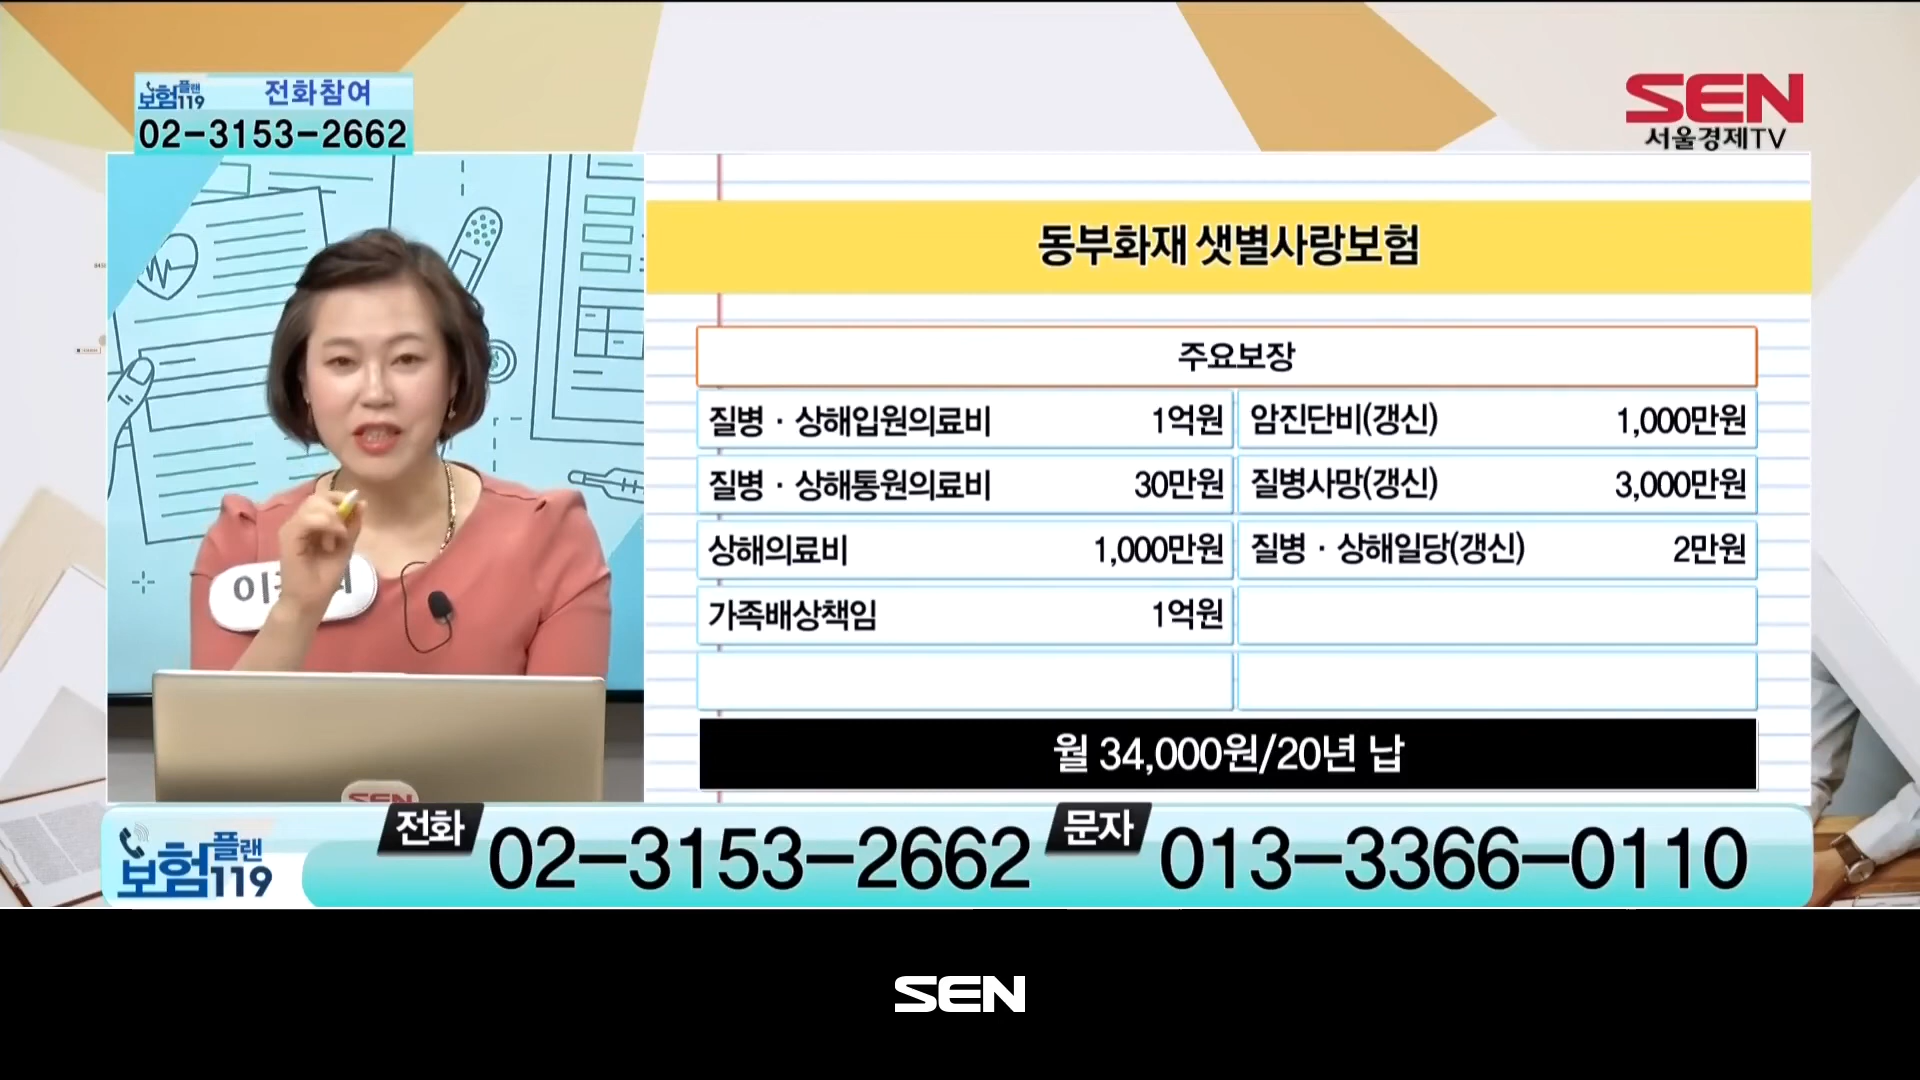 보험플랜119 전화참여
02-3153-2662
SEN
서울경제TV
동부화재 샛별사랑보험
주요보장
질병 · 상해입원의료비 1억원 암진단비(갱신) 1,000만원
질병 · 상해통원의료비 30만원 질병사망(갱신) 3,000만원
상해의료비 1,000만원 질병 · 상해일당(갱신) 2만원
가족배상책임 1억원
월 34,000원/20년 납
SEN
보험플랜119 전화 02-3153-2662 문자 013-3366-0110
SEN